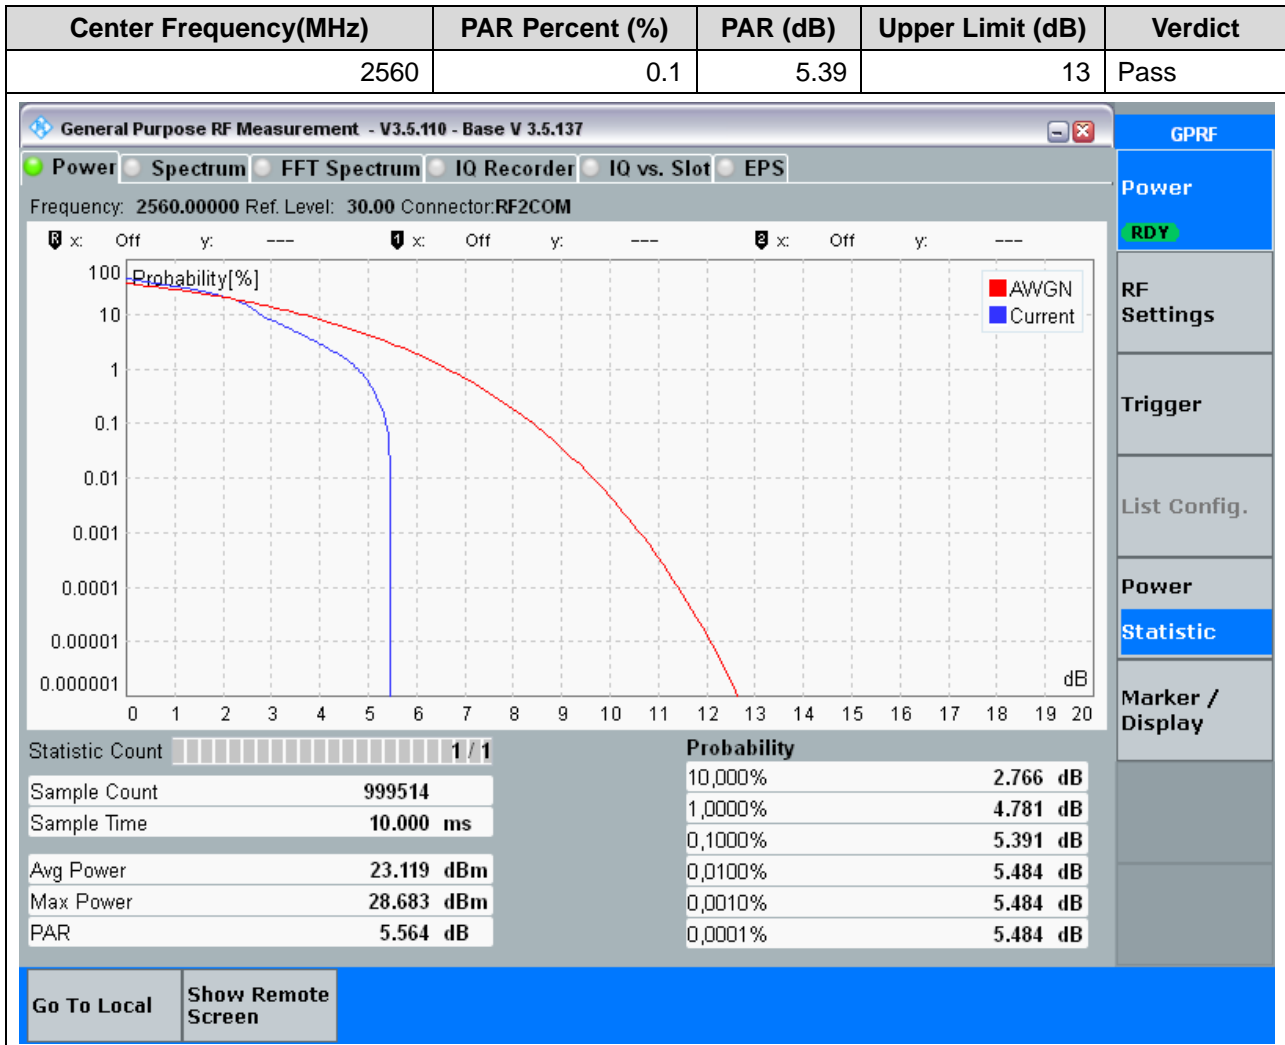 Center Frequency(MHz) PAR Percent (%) PAR (dB) Upper Limit (dB) Verdict
2560 0.1 5.39 13 Pass
General Purpose RF Measurement - V3.5.110 - Base V 3.5.137
GPRF
Power Spectrum FFT Spectrum IQ Recorder IQ vs. Slot EPS
Frequency: 2560.00000 Ref. Level: 30.00 Connector:RF2COM
R x: Off y: --- 1 x: Off y: --- 2 x: Off y: ---
Probability[%]
AWGN
Current
100
10
1
0.1
0.01
0.001
0.0001
0.00001
0.000001
dB
0 1 2 3 4 5 6 7 8 9 10 11 12 13 14 15 16 17 18 19 20
Statistic Count 1 / 1
Sample Count 999514
Sample Time 10.000 ms
Avg Power 23.119 dBm
Max Power 28.683 dBm
PAR 5.564 dB
Probability
10,000% 2.766 dB
1,0000% 4.781 dB
0,1000% 5.391 dB
0,0100% 5.484 dB
0,0010% 5.484 dB
0,0001% 5.484 dB
Power
RDY
RF
Settings
Trigger
List Config.
Power
Statistic
Marker /
Display
Go To Local
Show Remote
Screen